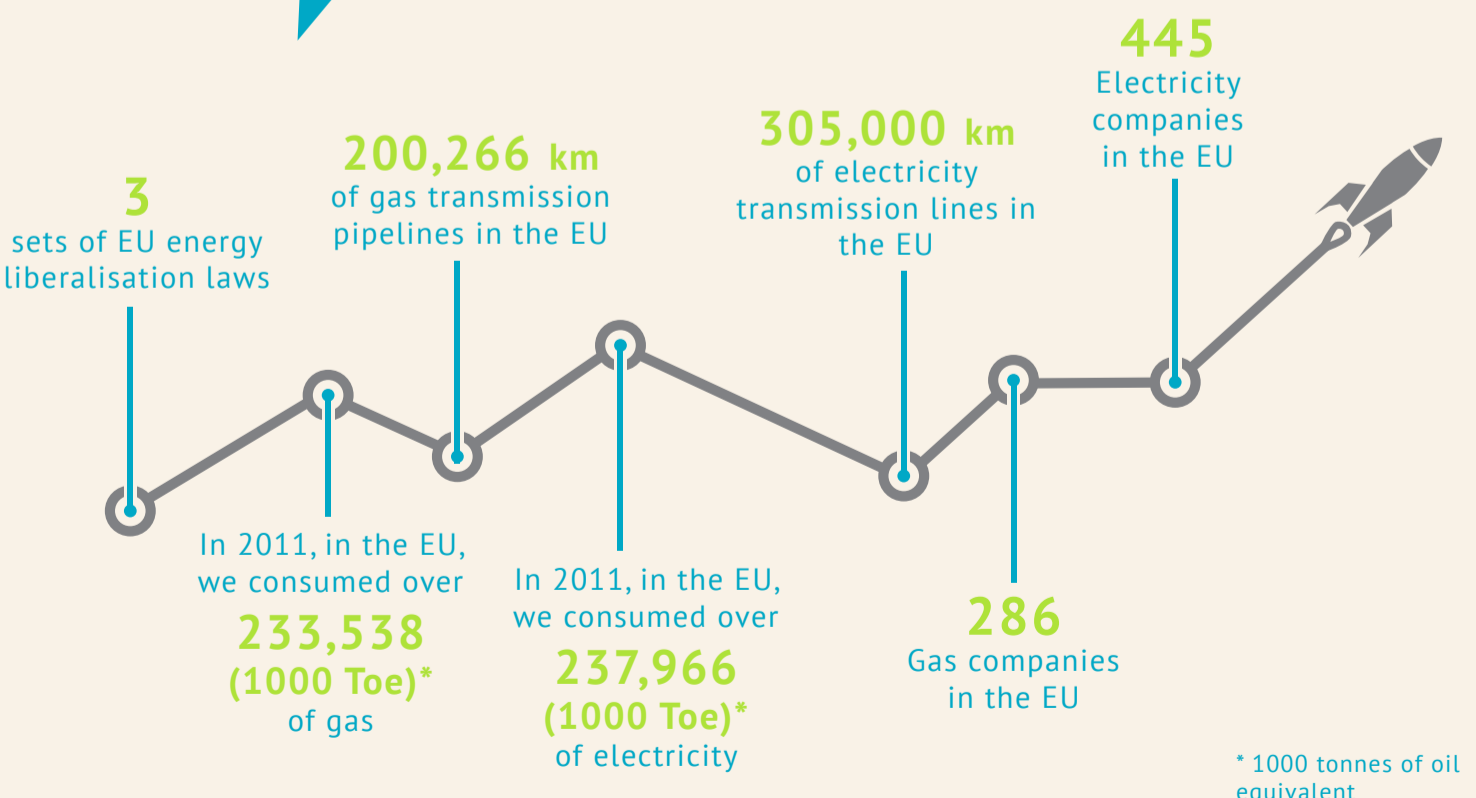 3
sets of EU energy
liberalisation laws
In 2011, in the EU,
we consumed over
233,538
(1000 Toe)*
of gas
200,266 km
of gas transmission
pipelines in the EU
In 2011, in the EU,
we consumed over
237,966
(1000 Toe)*
of electricity
305,000 km
of electricity
transmission lines in
the EU
286
Gas companies
in the EU
445
Electricity
companies
in the EU
* 1000 tonnes of oil
equivalent